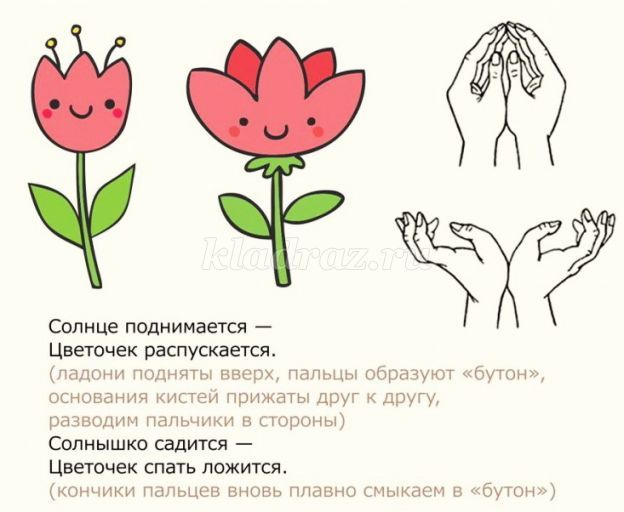 kladraz.ru
Солнце поднимается —
Цветочек распускается.
(ладони подняты вверх, пальцы образуют «бутон»,
основания кистей прижаты друг к другу,
разводим пальчики в стороны)
Солнышко садится —
Цветочек спать ложится.
(кончики пальцев вновь плавно смыкаем в «бутон»)